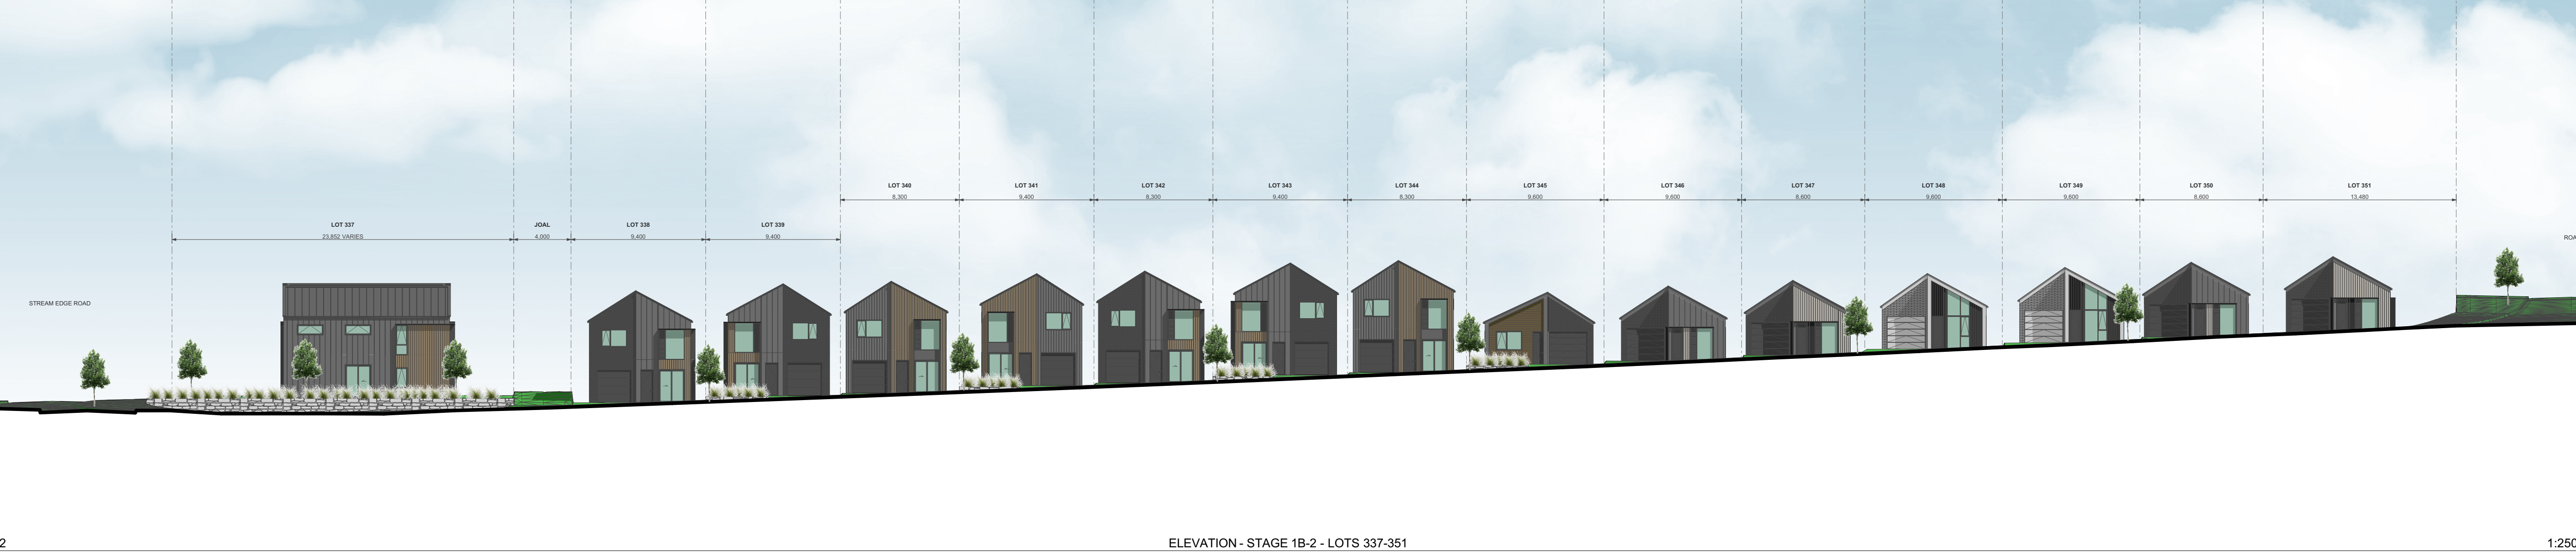 LOT 340 LOT 341 LOT 342 LOT 343 LOT 344 LOT 345 LOT 346 LOT 347 LOT 348 LOT 349 LOT 350 LOT 351
8,300 9,400 8,300 9,400 8,300 9,600 9,600 8,600 9,600 9,600 8,600 13,480
LOT 337 JOAL LOT 338 LOT 339
23,852 VARIES 4,000 9,400 9,400
ROA
STREAM EDGE ROAD
2 ELEVATION - STAGE 1B-2 - LOTS 337-351 1:250